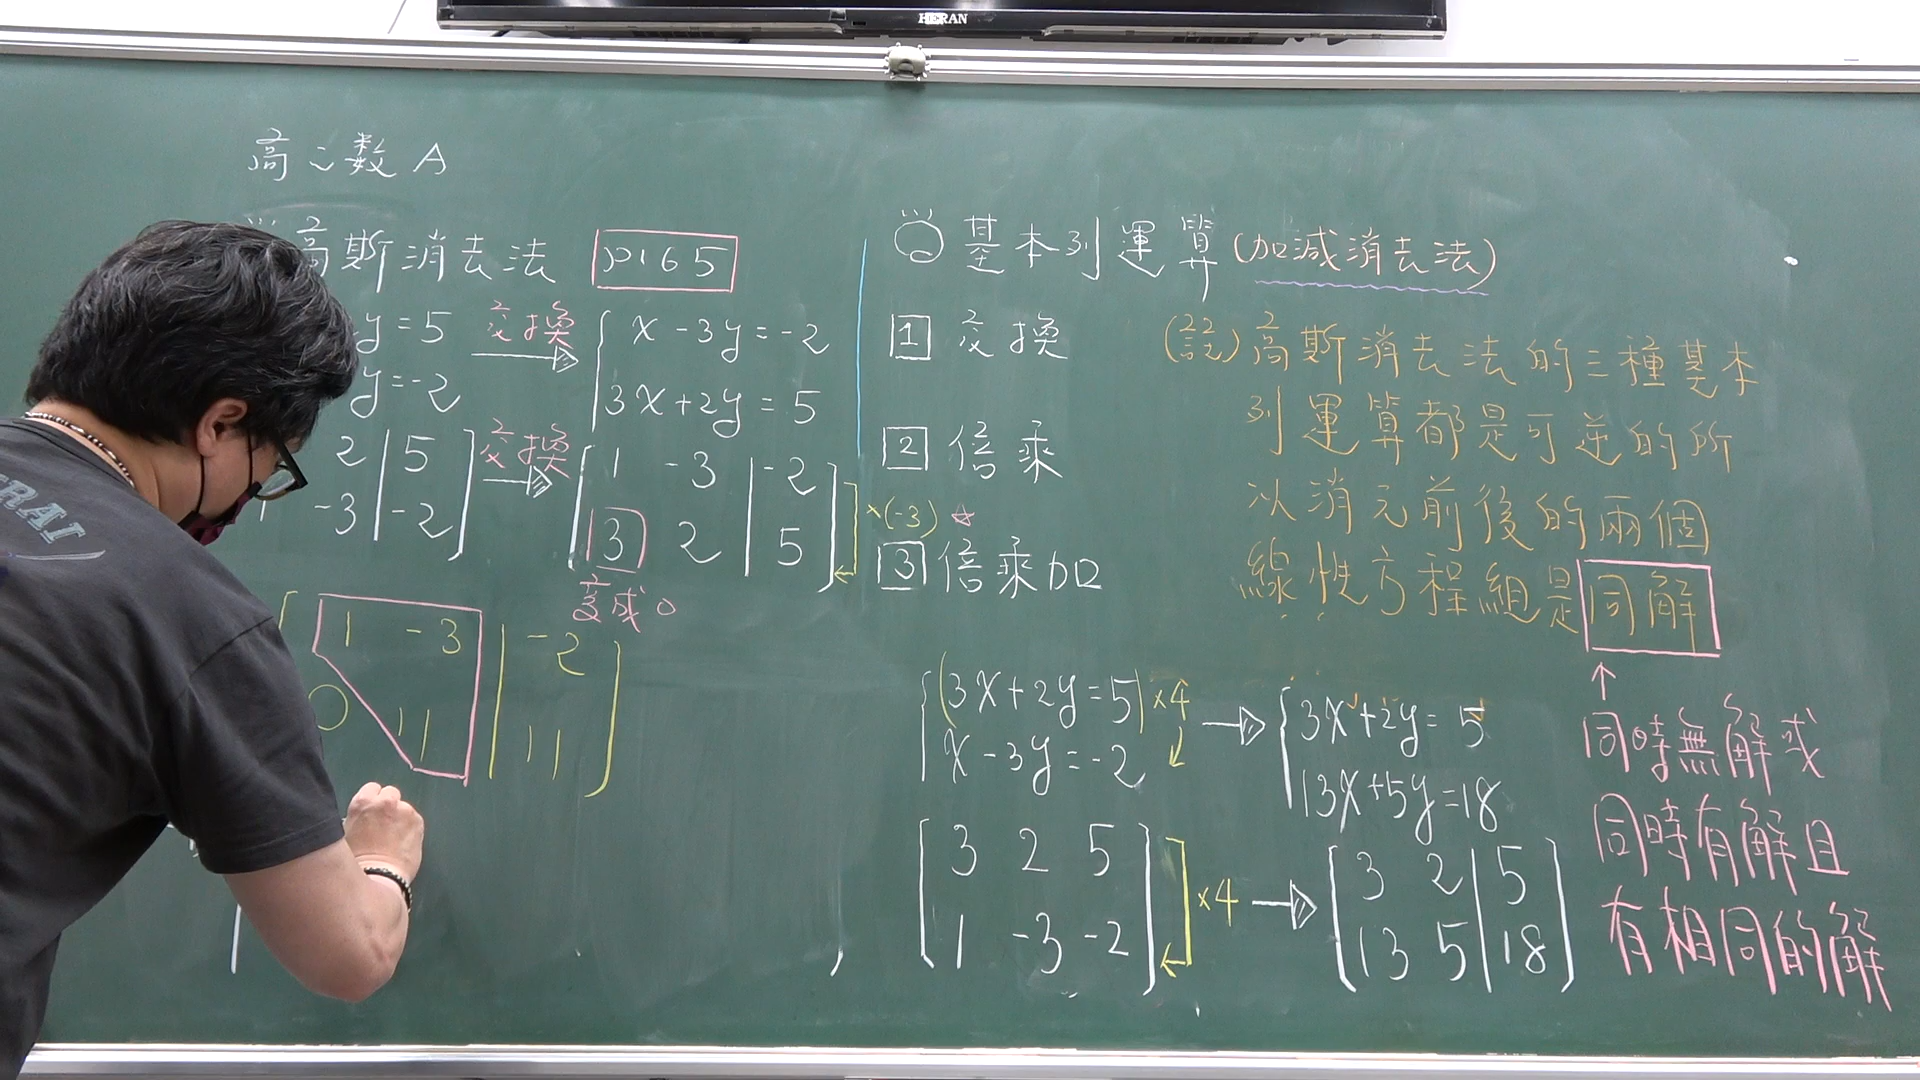 HERAN
高二数A
高斯消去法 P165
y=5 交換 x-3y=-2
y=-2 3x+2y=5
2 | 5 交換 1 -3 | -2
-3 | -2 3 2 | 5 ×(-3)
变成0
1 -3 | -2
0 11 | 11
基本列運算(加减消去法)
1 交換
2 倍乘
☆
3 倍乘加
(註)高斯消去法的三種基本
列運算都是可逆的所
以消元前後的兩個
線性方程組是同解
↑
同時無解或
同時有解且
有相同的解
(3x+2y=5)×4 → 3x+2y=5
x-3y=-2 13x+5y=18
3 2 5 ×4 → 3 2 | 5
1 -3 -2 13 5 | 18